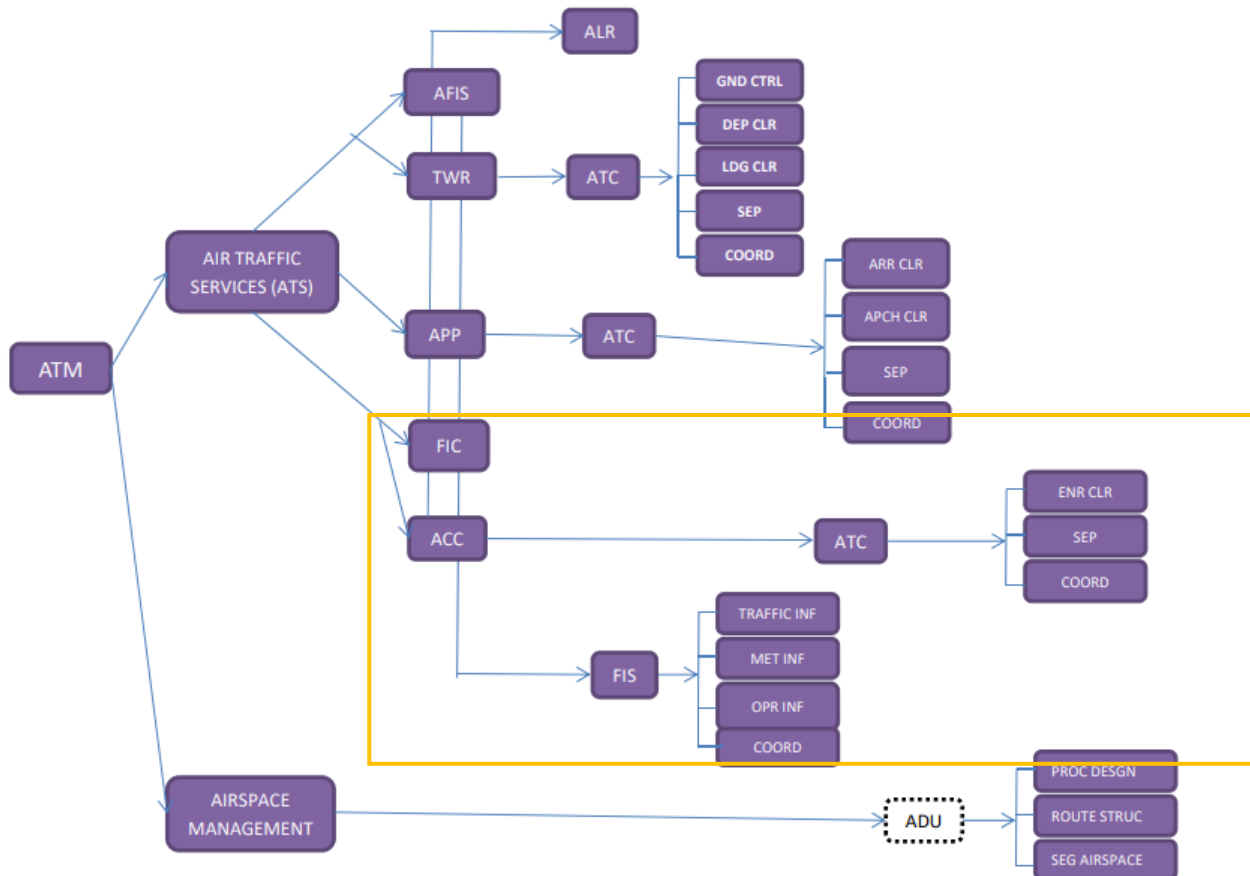 ALR
AFIS
GND CTRL
DEP CLR
LDG CLR
TWR
ATC
SEP
COORD
AIR TRAFFIC
SERVICES (ATS)
ARR CLR
APCH CLR
APP
ATC
SEP
COORD
ATM
FIC
ACC
ATC
ENR CLR
SEP
COORD
FIS
TRAFFIC INF
MET INF
OPR INF
COORD
AIRSPACE
MANAGEMENT
ADU
PROC DESGN
ROUTE STRUC
SEG AIRSPACE